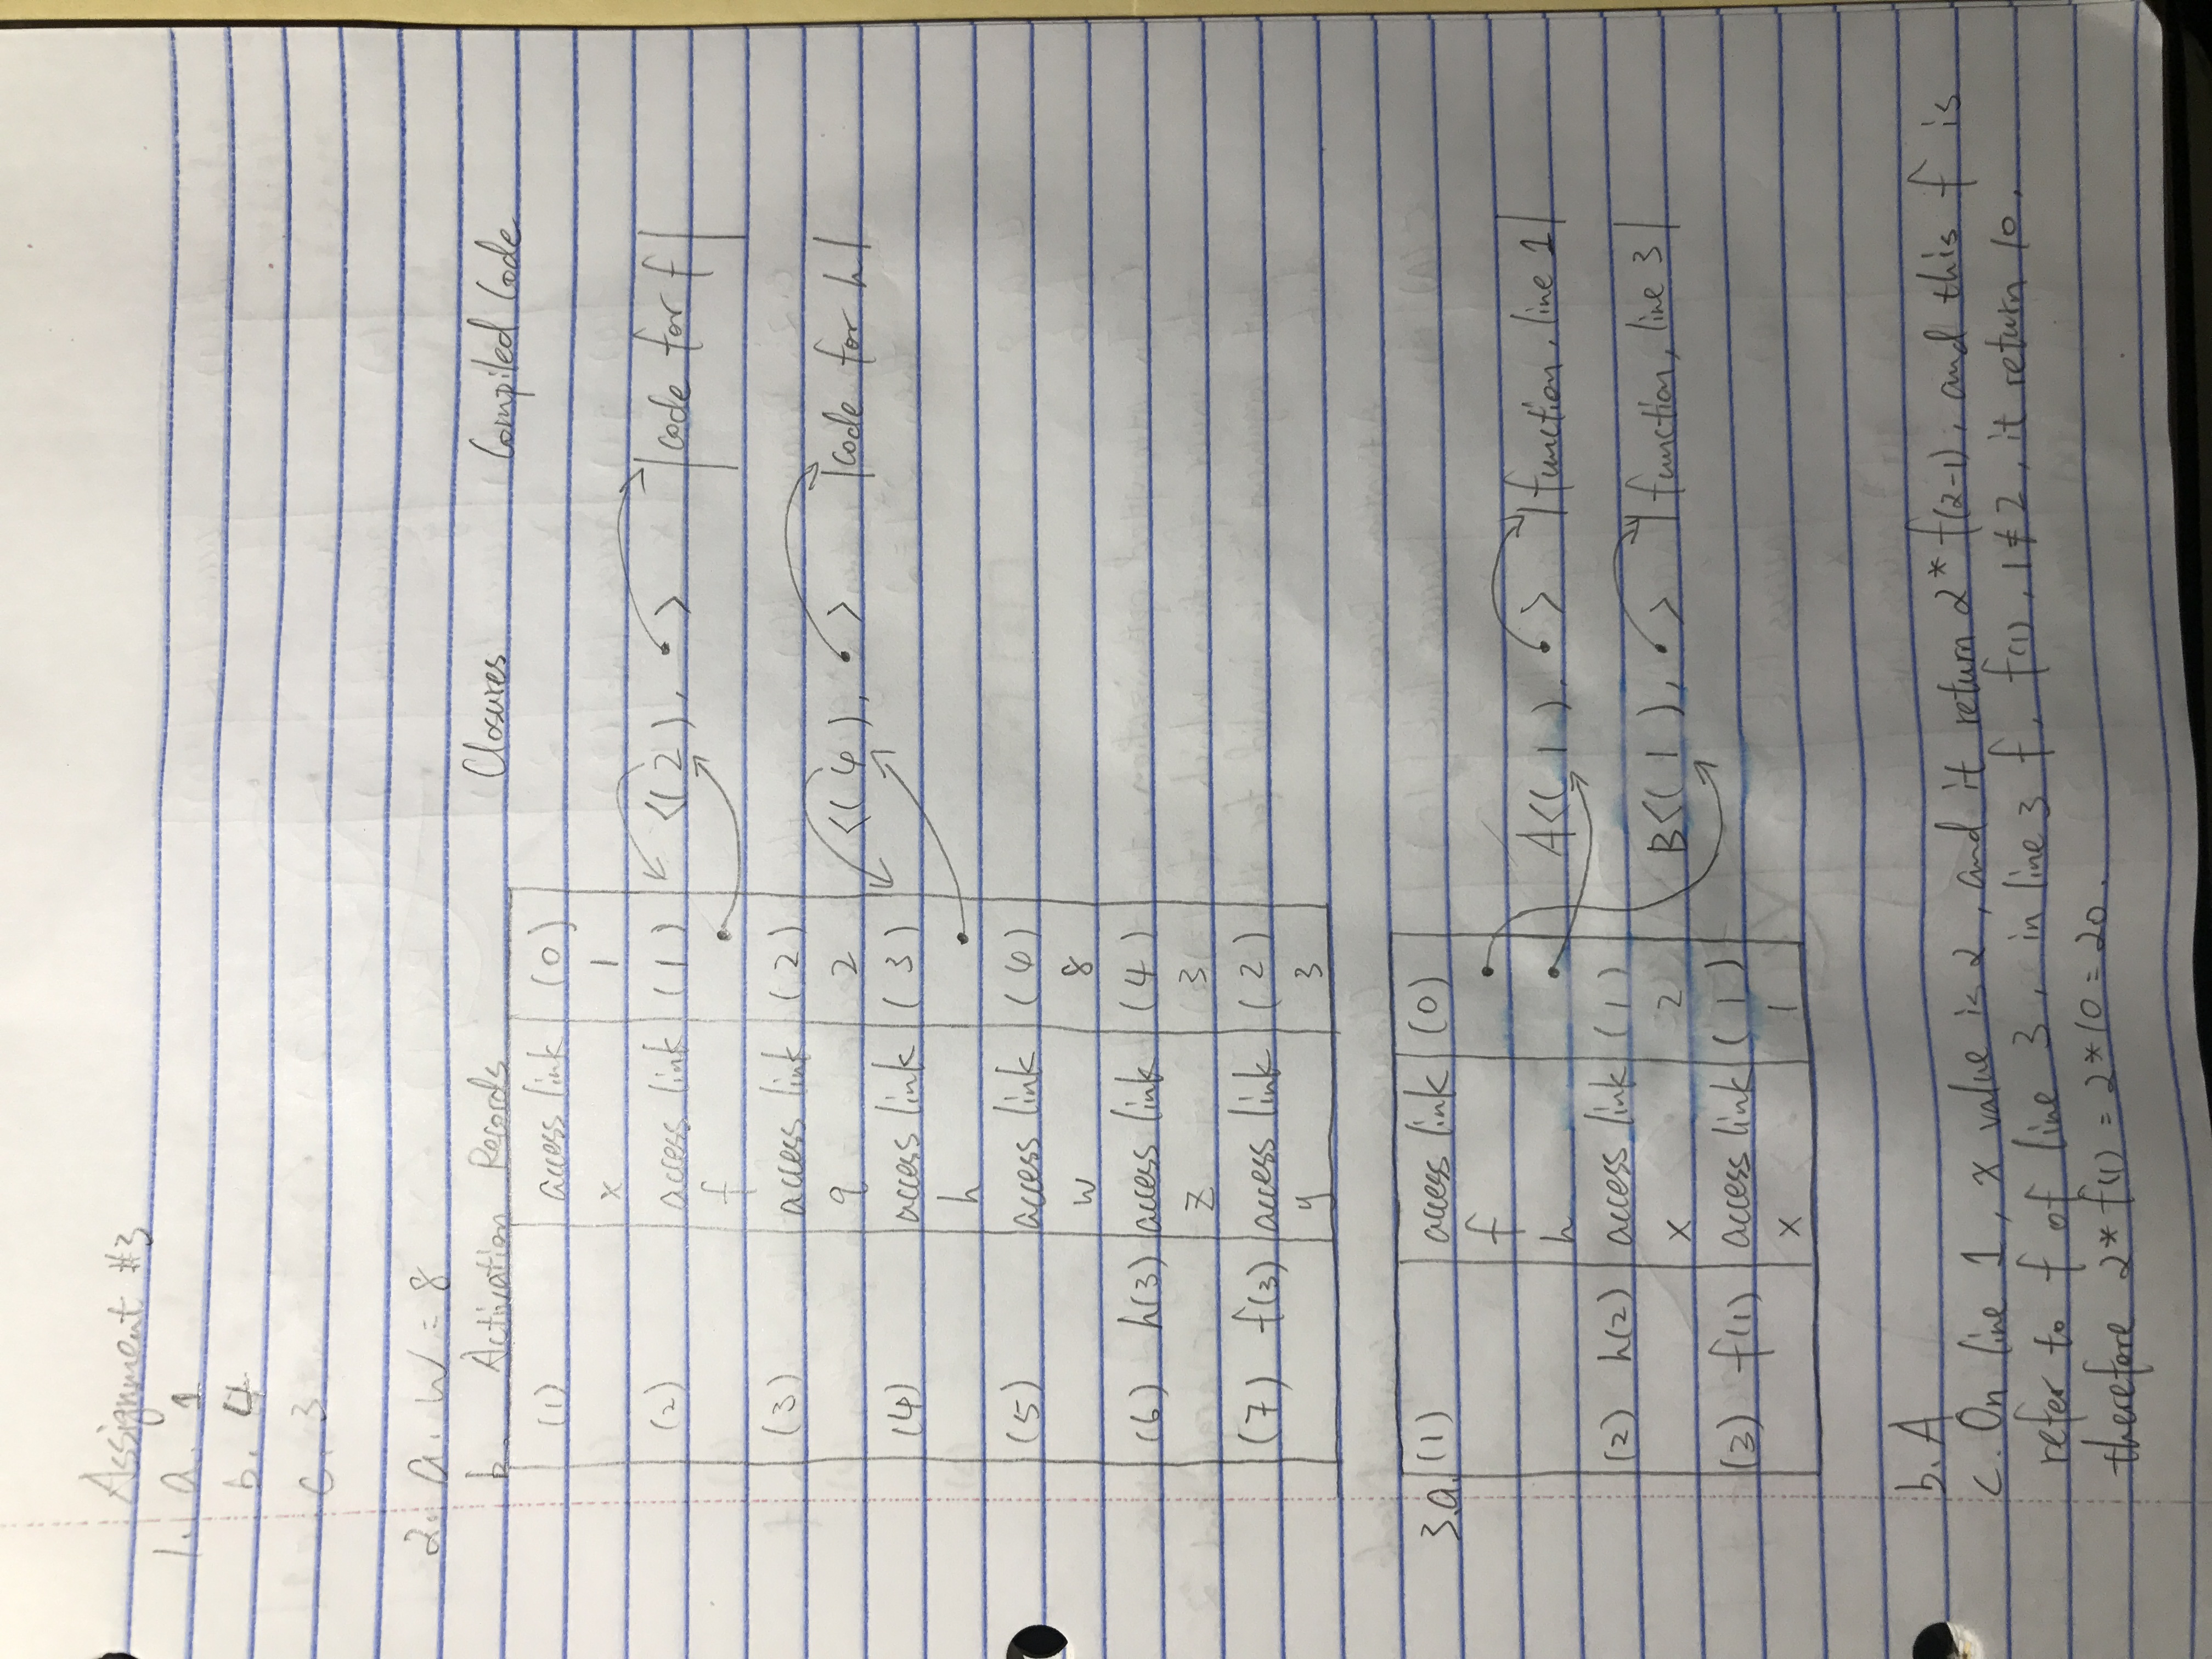 Assignment #3
1. a. 1
b. 4
c. 3
2. a. w = 8
b. Activation Records Closures Compiled Code
(1) access link (0)
x 1
(2) access link (1) <(2), • > |code for f|
f •
(3) access link (2)
q 2 <(4), • > |code for h|
(4) access link (3)
h •
(5) access link (4)
w 8
(6) h(3) access link (4)
z 3
(7) f(3) access link (2)
y 3
3.a. (1) access link (0)
f •
h • A<(1), • > |function, line 1|
(2) h(2) access link (1)
x 2 B<(1), • > |function, line 3|
(3) f(1) access link (1)
x 1
b. A
c. On line 1, x value is 2, and it return 2* f(2-1), and this f is
refer to f of line 3, in line 3 f, f(1), 1≠2, it return 10,
therefore 2* f(1) = 2*10 = 20.